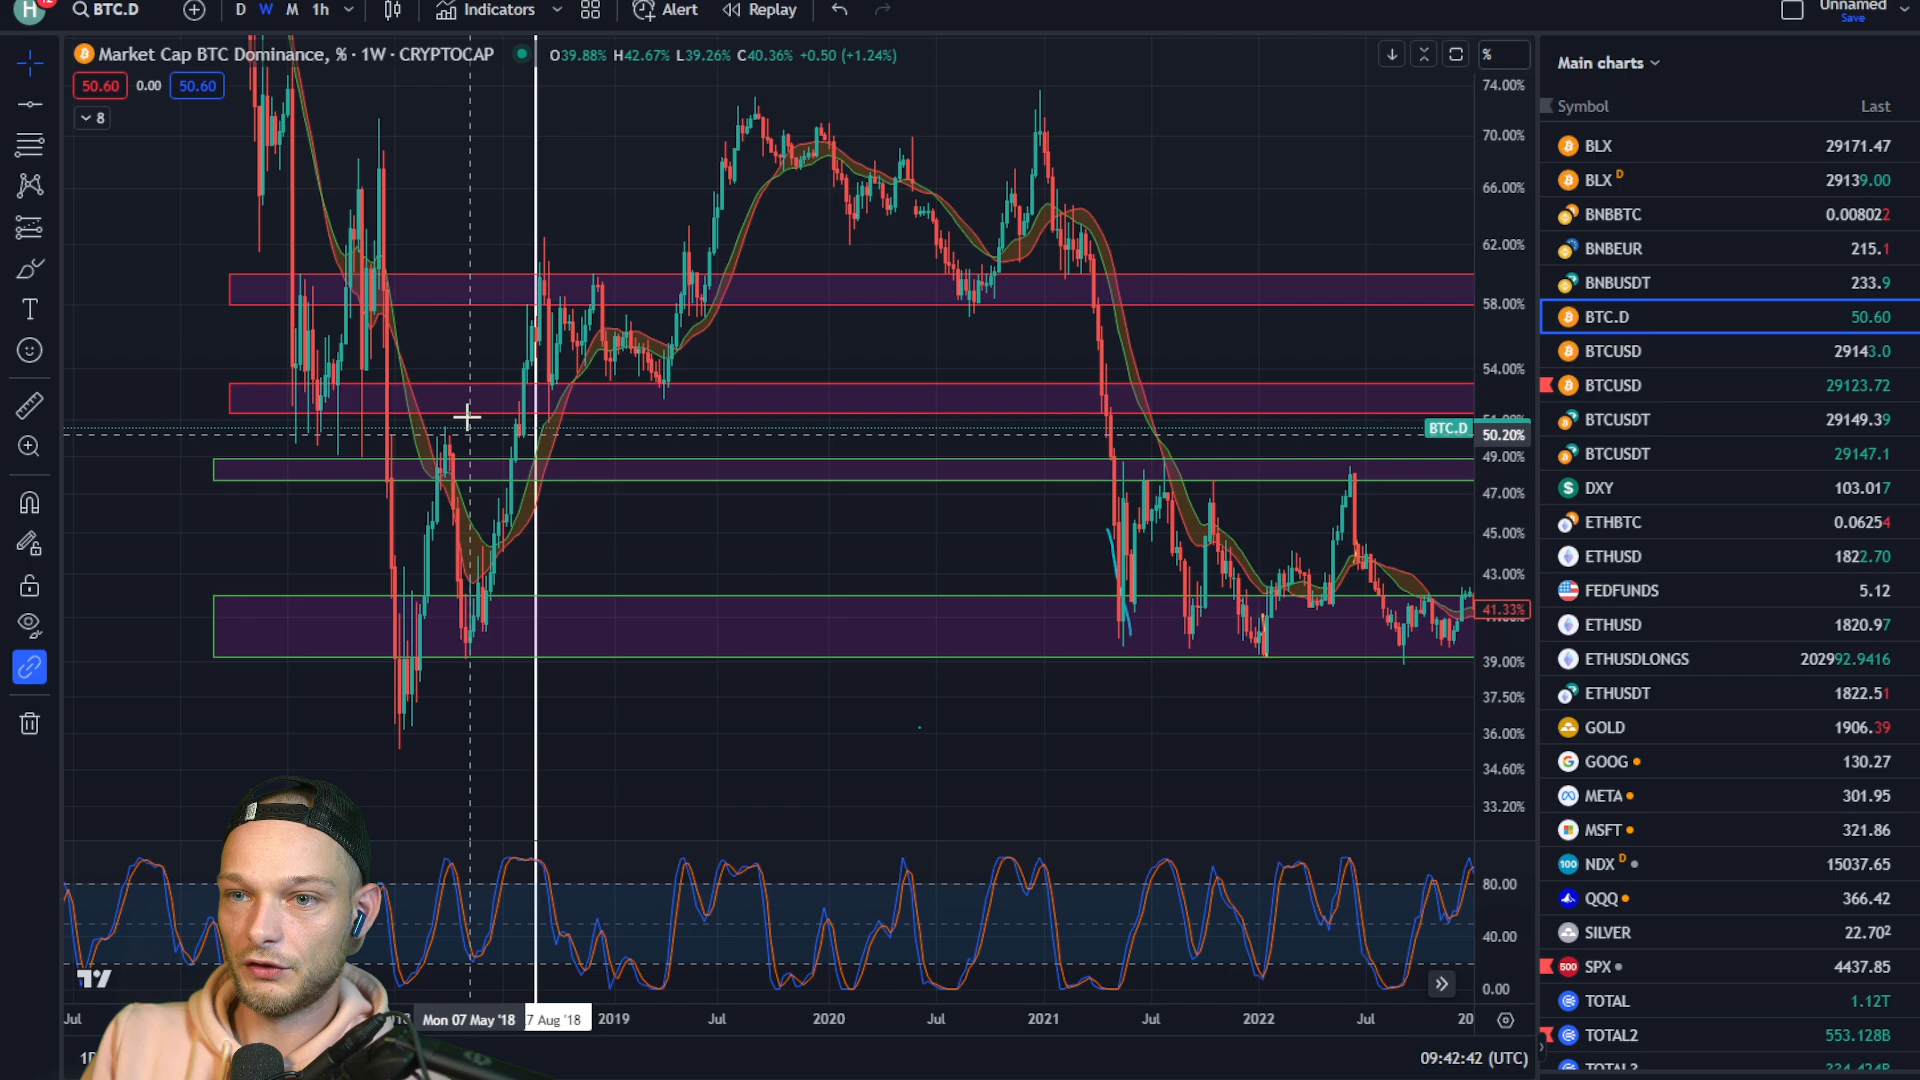 H
BTC.D
D W M 1h
Indicators
Alert
Replay
Unnamed
Save
Market Cap BTC Dominance, % · 1W · CRYPTOCAP
O39.88% H42.67% L39.26% C40.36% +0.50 (+1.24%)
50.60 0.00 50.60
8
%
74.00%
70.00%
66.00%
62.00%
58.00%
54.00%
BTC.D
50.20%
49.00%
47.00%
45.00%
43.00%
41.33%
39.00%
37.50%
36.00%
34.60%
33.20%
80.00
40.00
0.00
Jul
Mon 07 May '18
7 Aug '18
2019
Jul
2020
Jul
2021
Jul
2022
Jul
20
09:42:42 (UTC)
Main charts
Symbol Last
BLX 29171.47
BLX D 29139.00
BNBBTC 0.008022
BNBEUR 215.1
BNBUSDT 233.9
BTC.D 50.60
BTCUSD 29143.0
BTCUSD 29123.72
BTCUSDT 29149.39
BTCUSDT 29147.1
DXY 103.017
ETHBTC 0.06254
ETHUSD 1822.70
FEDFUNDS 5.12
ETHUSD 1820.97
ETHUSDLONGS 202992.9416
ETHUSDT 1822.51
GOLD 1906.39
GOOG 130.27
META 301.95
MSFT 321.86
100 NDX D 15037.65
QQQ 366.42
SILVER 22.702
500 SPX 4437.85
TOTAL 1.12T
TOTAL2 553.128B